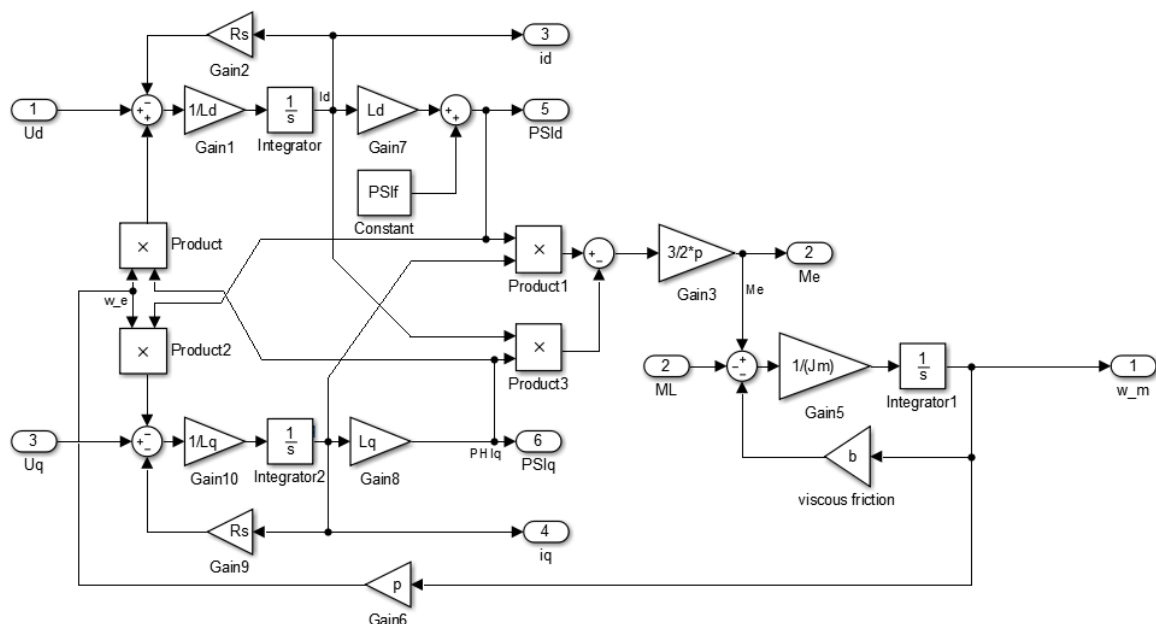 Rs
Gain2
3
id
1
Ud
1/Ld
Gain1
1
s
Integrator
Id
Ld
Gain7
5
PSId
PSIf
Constant
×
Product
w_e
×
Product2
×
Product1
×
Product3
3/2*p
Gain3
2
Me
Me
2
ML
1/(Jm)
Gain5
1
s
Integrator1
1
w_m
b
viscous friction
3
Uq
1/Lq
Gain10
1
s
Integrator2
Lq
Gain8
PHIq
6
PSIq
Rs
Gain9
4
iq
p
Gain6